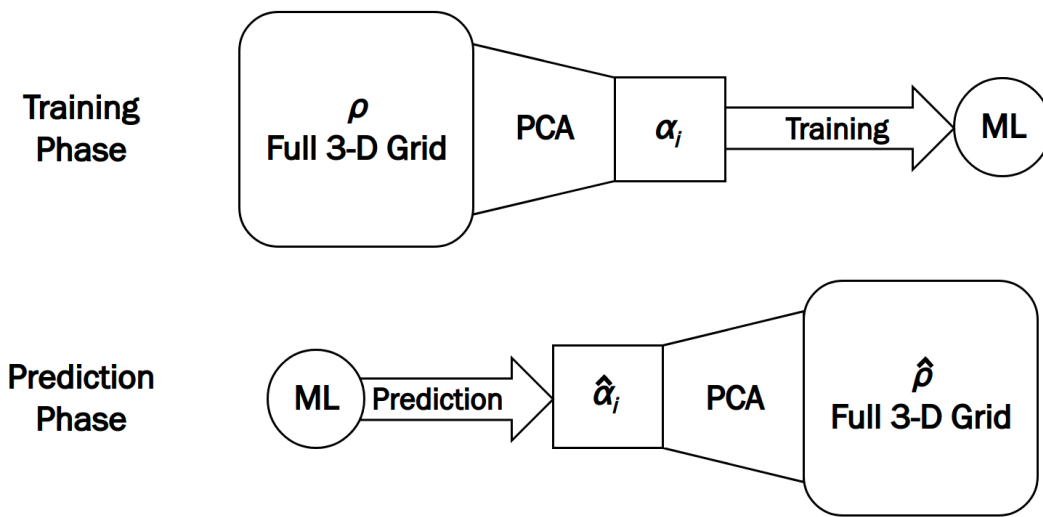 Training
Phase
ρ
Full 3-D Grid
PCA
αᵢ
Training
ML
Prediction
Phase
ML
Prediction
α̂ᵢ
PCA
ρ̂
Full 3-D Grid